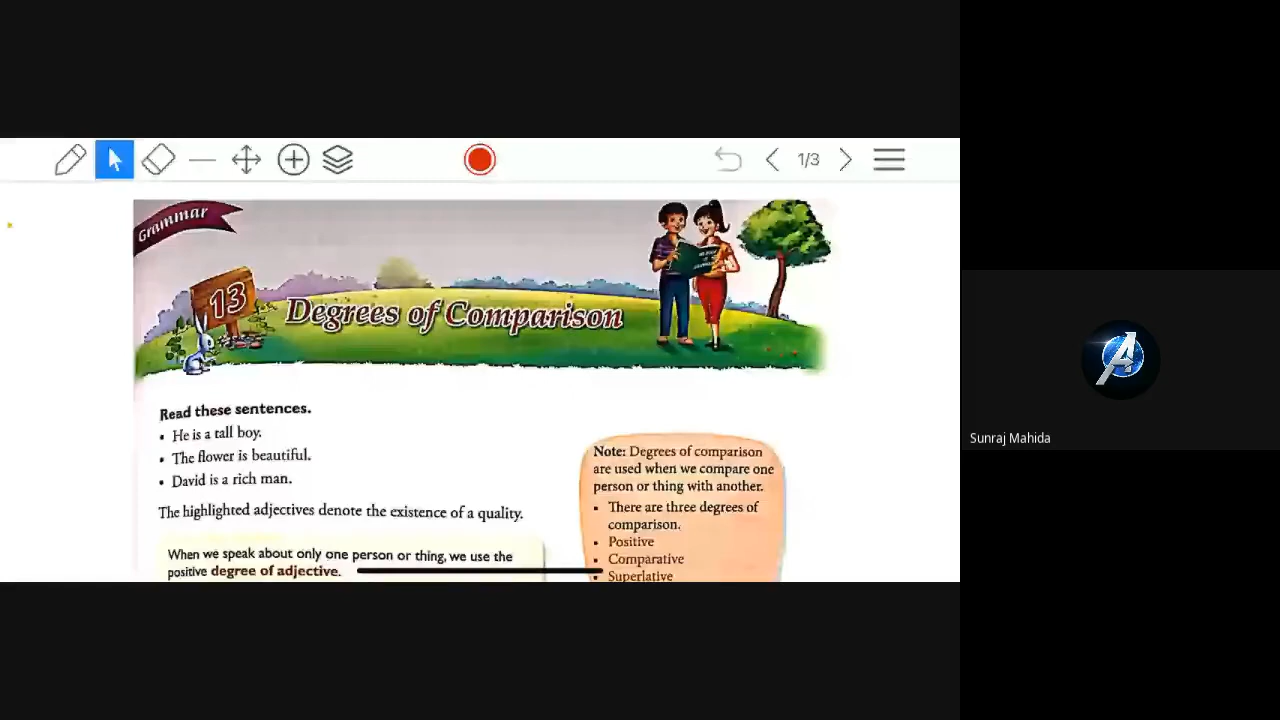 1/3
Grammar
13
Degrees of Comparison
Read these sentences.
• He is a tall boy.
• The flower is beautiful.
• David is a rich man.
The highlighted adjectives denote the existence of a quality.
When we speak about only one person or thing, we use the
positive degree of adjective.
Note: Degrees of comparison
are used when we compare one
person or thing with another.
• There are three degrees of
comparison.
• Positive
• Comparative
• Superlative
Sunraj Mahida